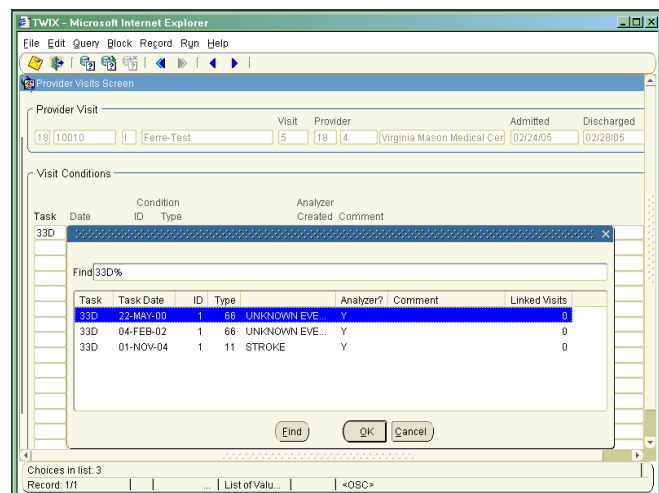 TWIX - Microsoft Internet Explorer
File Edit Query Block Record Run Help
Provider Visits Screen
Provider Visit
Visit Provider Admitted Discharged
18 10010 I Ferre-Test 5 18 4 Virginia Mason Medical Cer 02/24/05 02/28/05
Visit Conditions
Condition Analyzer
Task Date ID Type Created Comment
33D
Find 33D%
Task Task Date ID Type Analyzer? Comment Linked Visits
33D 22-MAY-00 1 66 UNKNOWN EVE... Y 0
33D 04-FEB-02 1 66 UNKNOWN EVE... Y 0
33D 01-NOV-04 1 11 STROKE Y 0
Find OK Cancel
Choices in list: 3
Record: 1/1 ... List of Valu... <OSC>